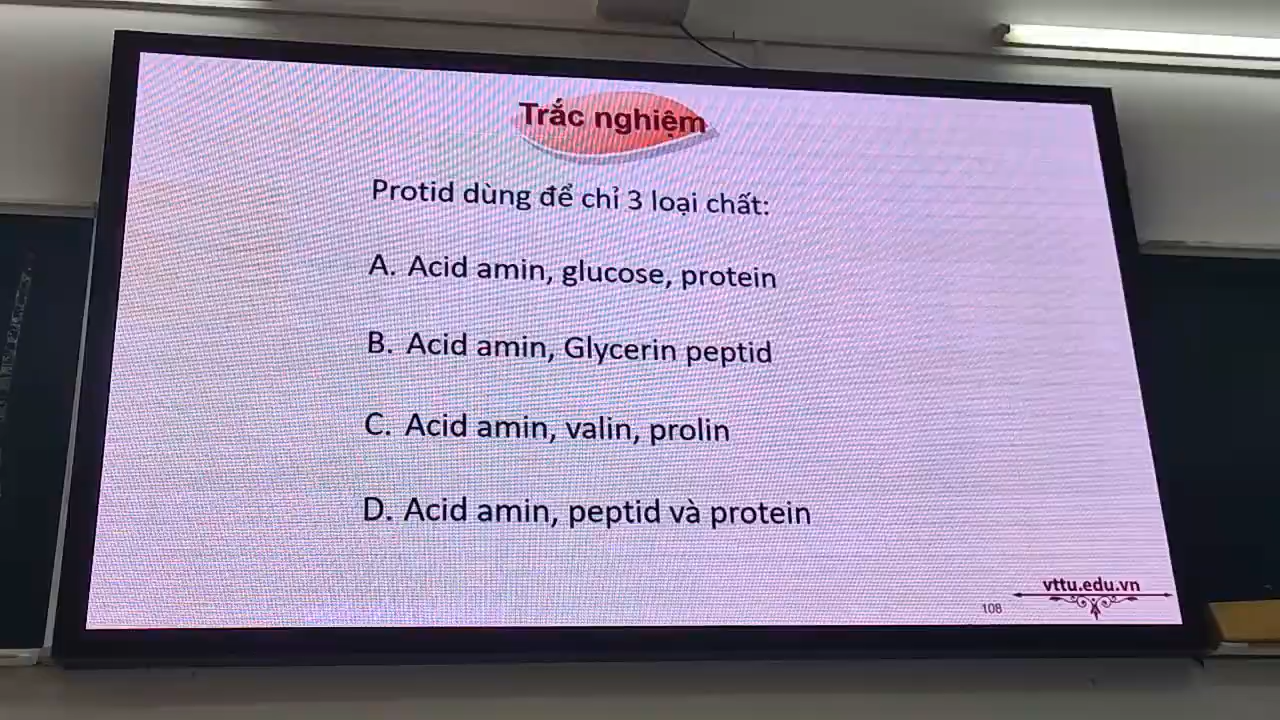 Trắc nghiệm
Protid dùng để chỉ 3 loại chất:
A. Acid amin, glucose, protein
B. Acid amin, Glycerin peptid
C. Acid amin, valin, prolin
D. Acid amin, peptid và protein
vttu.edu.vn
108